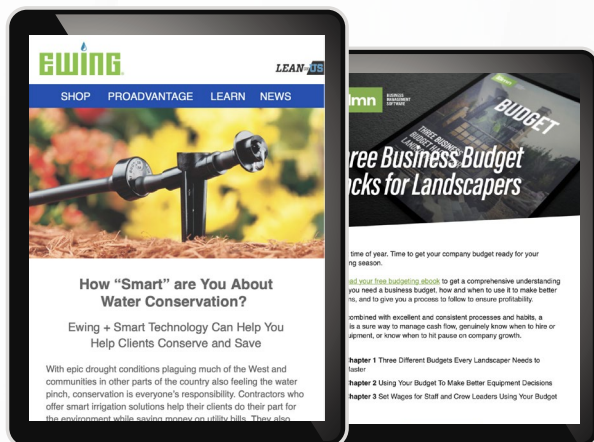 EWING
LEAN ON US
SHOP PROADVANTAGE LEARN NEWS
How “Smart” are You About
Water Conservation?
Ewing + Smart Technology Can Help You
Help Clients Conserve and Save
With epic drought conditions plaguing much of the West and
communities in other parts of the country also feeling the water
pinch, conservation is everyone’s responsibility. Contractors who
offer smart irrigation solutions help their clients do their part for
the environment while saving money on utility bills. They also
lmn BUSINESS
MANAGEMENT
SOFTWARE
BUDGET
THREE BUSINESS
BUDGET
ree Business Budget
cks for Landscapers
time of year. Time to get your company budget ready for your
ng season.
ad your free budgeting ebook to get a comprehensive understanding
you need a business budget, how and when to use it to make better
ns, and to give you a process to follow to ensure profitability.
ombined with excellent and consistent processes and habits, a
is a sure way to manage cash flow, genuinely know when to hire or
uipment, or know when to hit pause on company growth.
hapter 1 Three Different Budgets Every Landscaper Needs to
Master
hapter 2 Using Your Budget To Make Better Equipment Decisions
hapter 3 Set Wages for Staff and Crew Leaders Using Your Budget